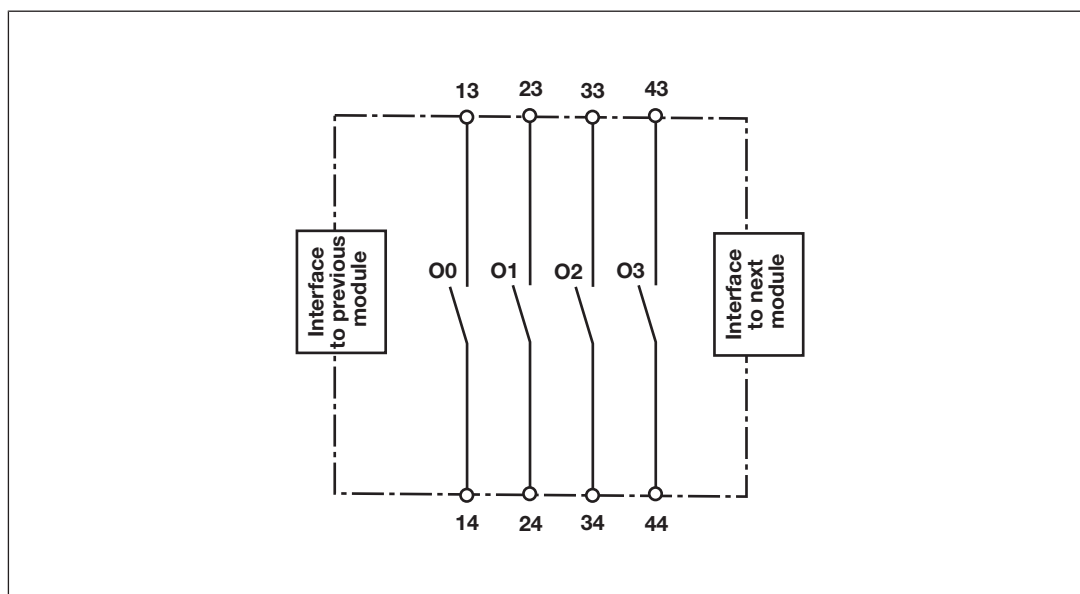 13 23 33 43
O0 O1 O2 O3
Interface
to previous
module
Interface
to next
module
14 24 34 44